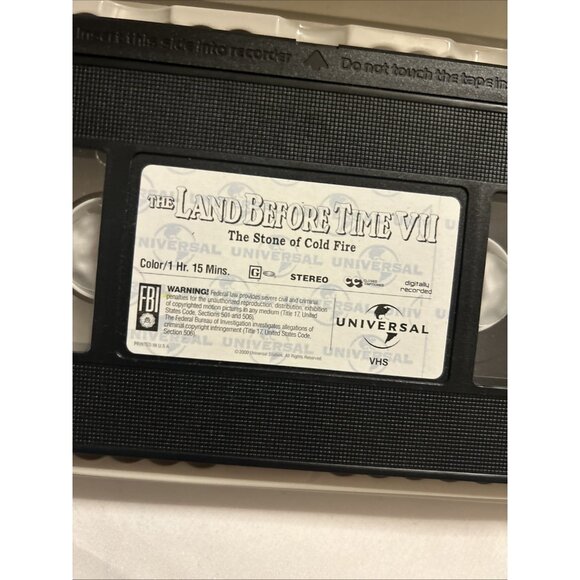 Insert this side into recorder Do not touch the tape in
THE LAND BEFORE TIME VII
The Stone of Cold Fire
Color/1 Hr. 15 Mins. G STEREO CLOSED CAPTIONED digitally recorded
FBI
WARNING! Federal law provides severe civil and criminal
penalties for the unauthorized reproduction, distribution, exhibition
of copyrighted motion pictures in any medium (Title 17, United
States Code, Sections 501 and 506).
The Federal Bureau of Investigation investigates allegations of
criminal copyright infringement (Title 17, United States Code,
Section 506).
PRINTED IN U.S.A.
©2000 Universal Studios. All Rights Reserved.
UNIVERSAL
VHS